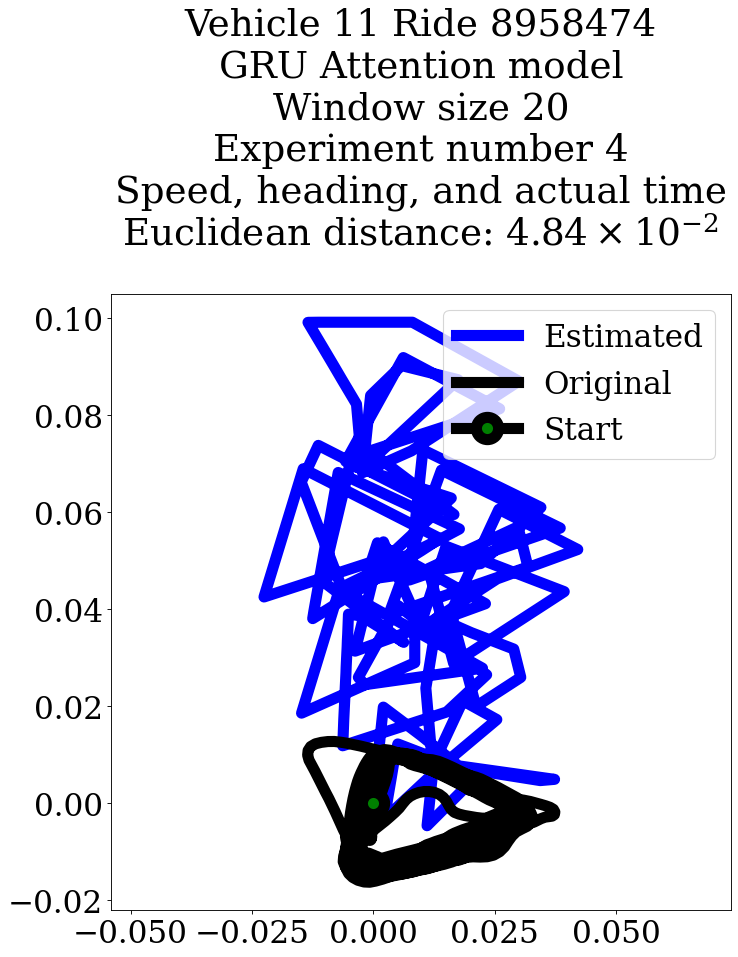 Vehicle 11 Ride 8958474
GRU Attention model
Window size 20
Experiment number 4
Speed, heading, and actual time
Euclidean distance: 4.84 × 10⁻²
Estimated
Original
Start
0.10
0.08
0.06
0.04
0.02
0.00
−0.02
−0.050 −0.025 0.000 0.025 0.050